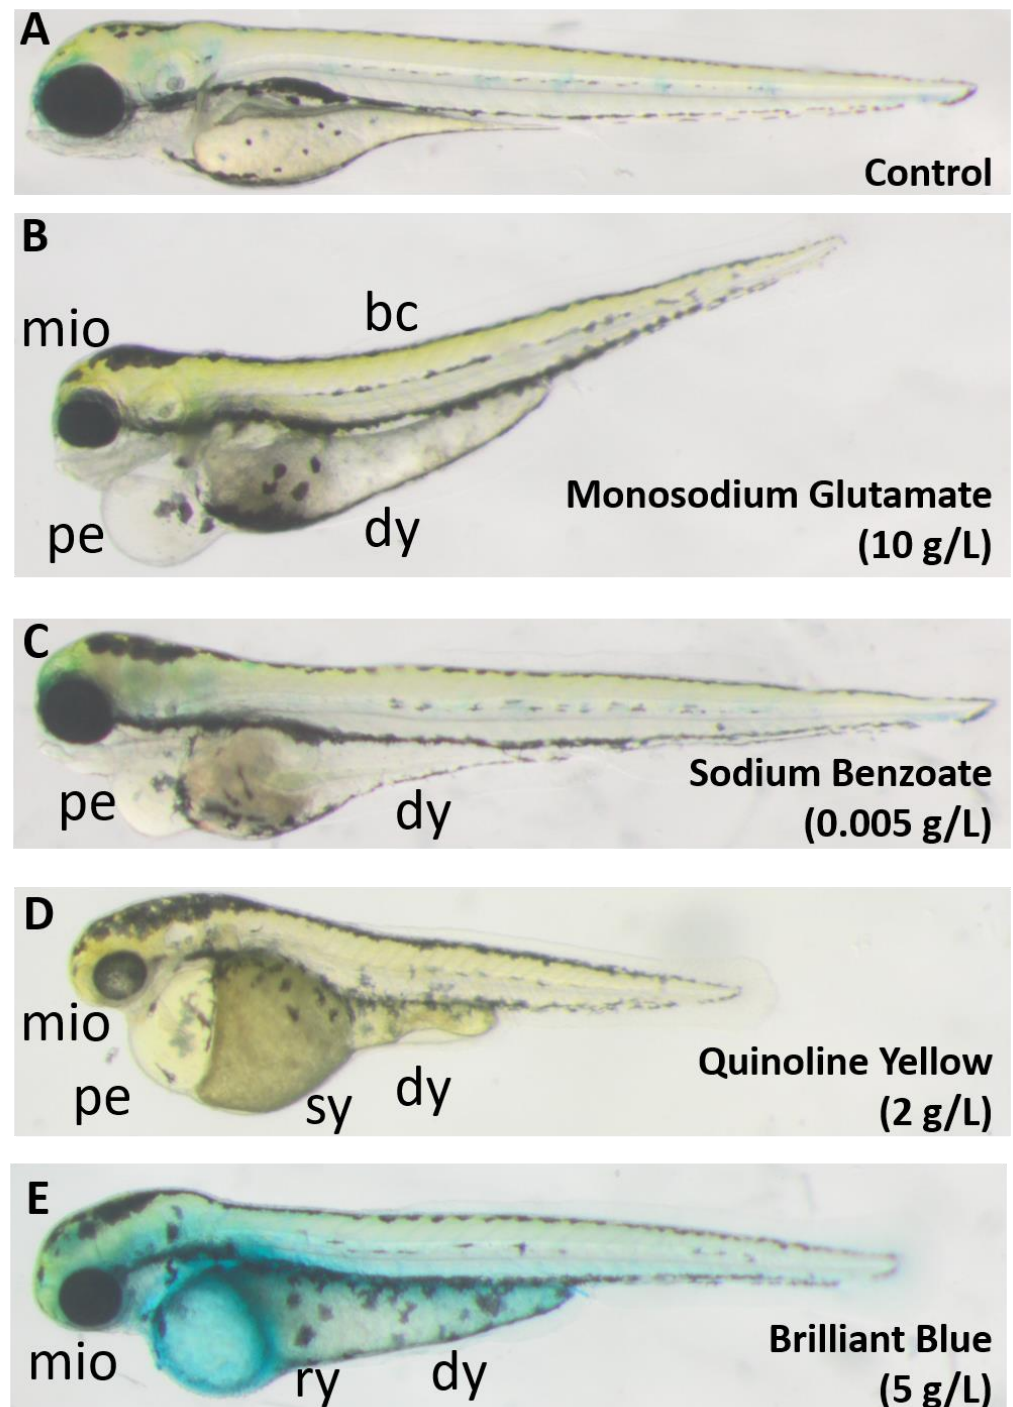 A
Control
B
mio
bc
Monosodium Glutamate
(10 g/L)
pe
dy
C
pe
dy
Sodium Benzoate
(0.005 g/L)
D
mio
pe
sy
dy
Quinoline Yellow
(2 g/L)
E
mio
ry
dy
Brilliant Blue
(5 g/L)